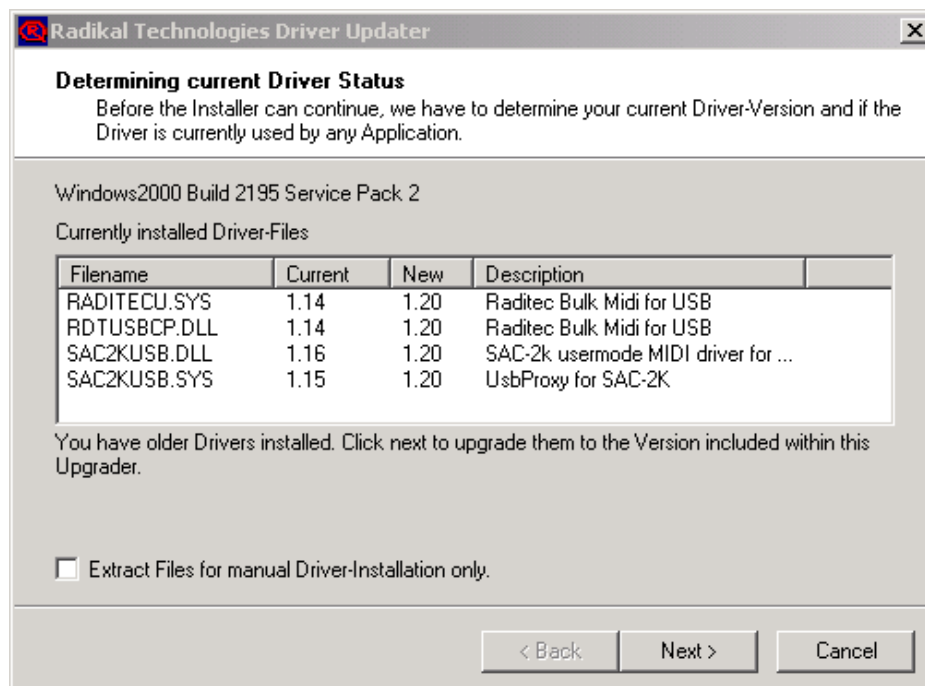 Radikal Technologies Driver Updater
Determining current Driver Status
Before the Installer can continue, we have to determine your current Driver-Version and if the
Driver is currently used by any Application.
Windows2000 Build 2195 Service Pack 2
Currently installed Driver-Files
Filename Current New Description
RADITECU.SYS 1.14 1.20 Raditec Bulk Midi for USB
RDTUSBCP.DLL 1.14 1.20 Raditec Bulk Midi for USB
SAC2KUSB.DLL 1.16 1.20 SAC-2k usermode MIDI driver for ...
SAC2KUSB.SYS 1.15 1.20 UsbProxy for SAC-2K
You have older Drivers installed. Click next to upgrade them to the Version included within this
Upgrader.
Extract Files for manual Driver-Installation only.
< Back Next > Cancel